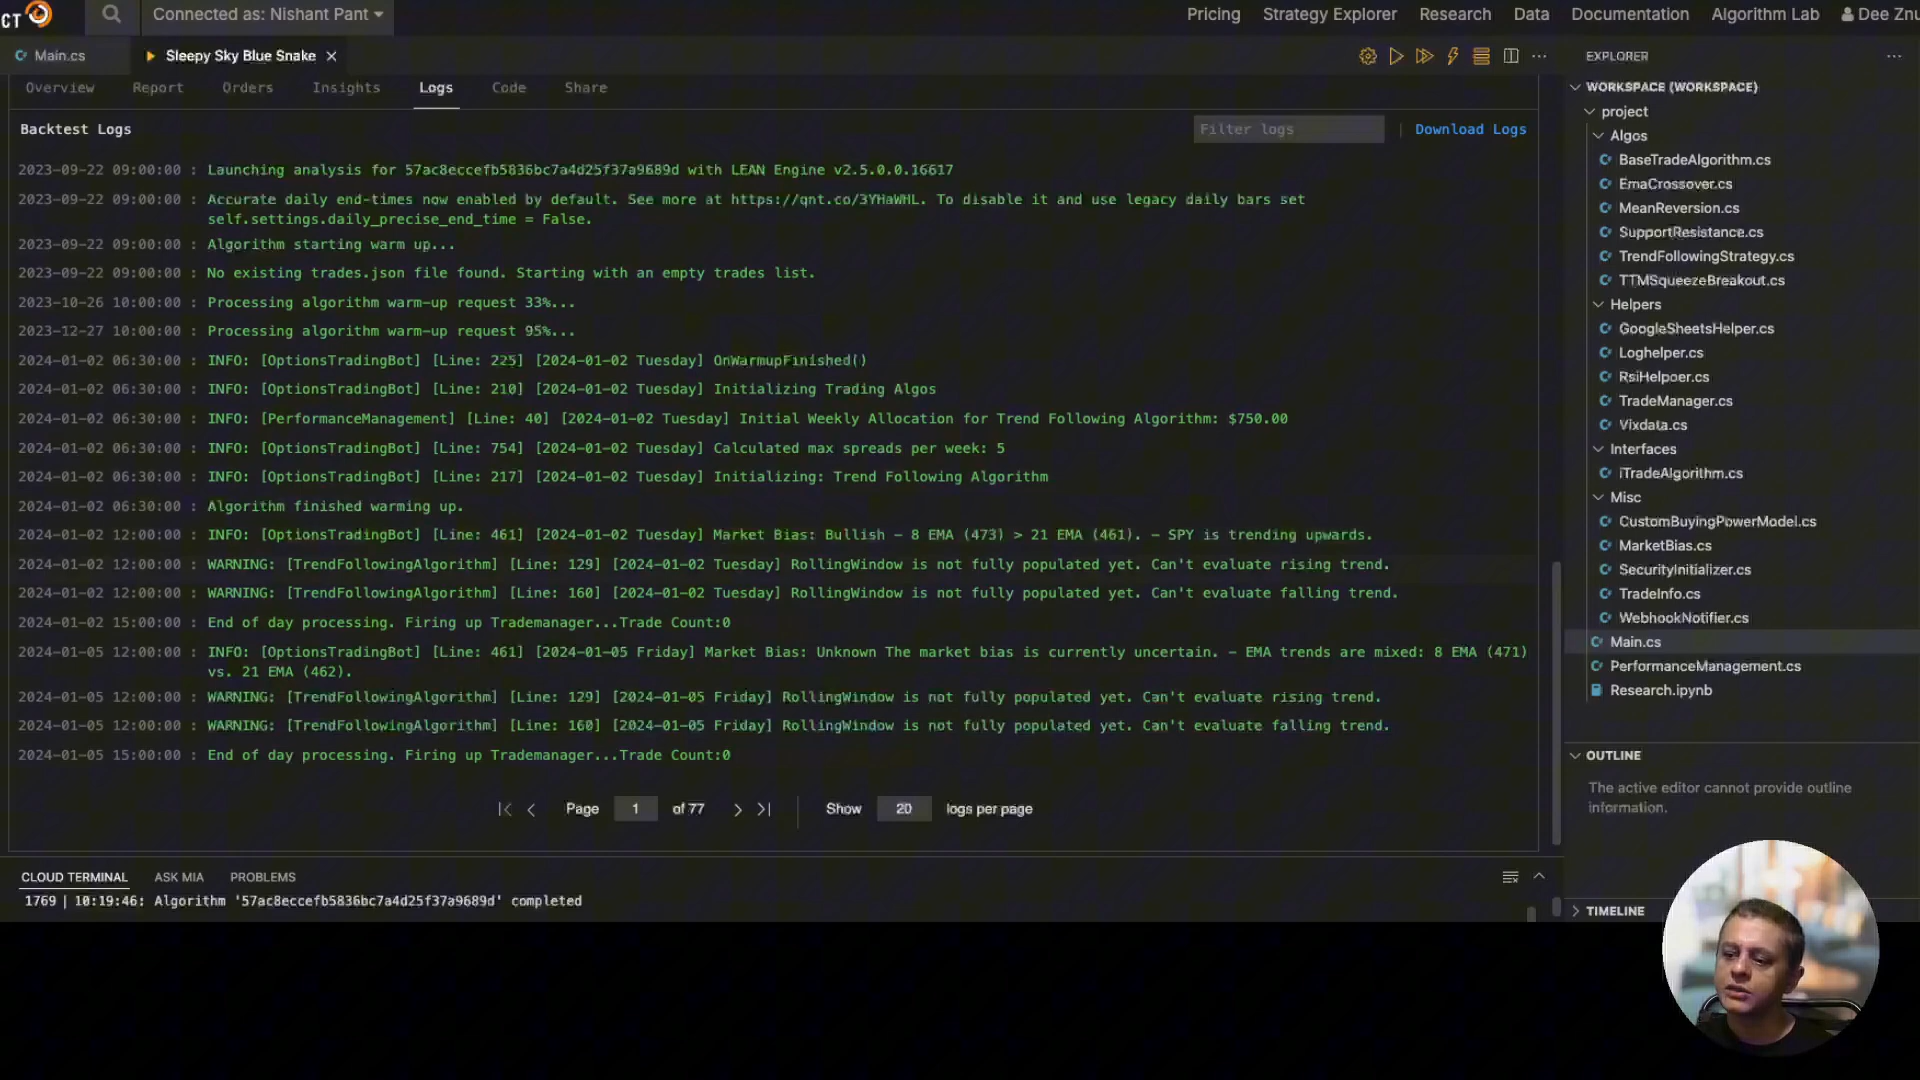 CT
Connected as: Nishant Pant
Pricing
Strategy Explorer
Research
Data
Documentation
Algorithm Lab
Dee Znu
Main.cs
Sleepy Sky Blue Snake
EXPLORER
Overview
Report
Orders
Insights
Logs
Code
Share
Backtest Logs
Filter logs
Download Logs
2023-09-22 09:00:00 : Launching analysis for 57ac8eccefb5836bc7a4d25f37a9689d with LEAN Engine v2.5.0.0.16617
2023-09-22 09:00:00 : Accurate daily end-times now enabled by default. See more at https://qnt.co/3YHaWHL. To disable it and use legacy daily bars set
self.settings.daily_precise_end_time = False.
2023-09-22 09:00:00 : Algorithm starting warm up...
2023-09-22 09:00:00 : No existing trades.json file found. Starting with an empty trades list.
2023-10-26 10:00:00 : Processing algorithm warm-up request 33%...
2023-12-27 10:00:00 : Processing algorithm warm-up request 95%...
2024-01-02 06:30:00 : INFO: [OptionsTradingBot] [Line: 225] [2024-01-02 Tuesday] OnWarmupFinished()
2024-01-02 06:30:00 : INFO: [OptionsTradingBot] [Line: 210] [2024-01-02 Tuesday] Initializing Trading Algos
2024-01-02 06:30:00 : INFO: [PerformanceManagement] [Line: 40] [2024-01-02 Tuesday] Initial Weekly Allocation for Trend Following Algorithm: $750.00
2024-01-02 06:30:00 : INFO: [OptionsTradingBot] [Line: 754] [2024-01-02 Tuesday] Calculated max spreads per week: 5
2024-01-02 06:30:00 : INFO: [OptionsTradingBot] [Line: 217] [2024-01-02 Tuesday] Initializing: Trend Following Algorithm
2024-01-02 06:30:00 : Algorithm finished warming up.
2024-01-02 12:00:00 : INFO: [OptionsTradingBot] [Line: 461] [2024-01-02 Tuesday] Market Bias: Bullish – 8 EMA (473) > 21 EMA (461). – SPY is trending upwards.
2024-01-02 12:00:00 : WARNING: [TrendFollowingAlgorithm] [Line: 129] [2024-01-02 Tuesday] RollingWindow is not fully populated yet. Can't evaluate rising trend.
2024-01-02 12:00:00 : WARNING: [TrendFollowingAlgorithm] [Line: 160] [2024-01-02 Tuesday] RollingWindow is not fully populated yet. Can't evaluate falling trend.
2024-01-02 15:00:00 : End of day processing. Firing up Trademanager...Trade Count:0
2024-01-05 12:00:00 : INFO: [OptionsTradingBot] [Line: 461] [2024-01-05 Friday] Market Bias: Unknown The market bias is currently uncertain. – EMA trends are mixed: 8 EMA (471)
vs. 21 EMA (462).
2024-01-05 12:00:00 : WARNING: [TrendFollowingAlgorithm] [Line: 129] [2024-01-05 Friday] RollingWindow is not fully populated yet. Can't evaluate rising trend.
2024-01-05 12:00:00 : WARNING: [TrendFollowingAlgorithm] [Line: 160] [2024-01-05 Friday] RollingWindow is not fully populated yet. Can't evaluate falling trend.
2024-01-05 15:00:00 : End of day processing. Firing up Trademanager...Trade Count:0
Page 1 of 77
Show 20 logs per page
CLOUD TERMINAL
ASK MIA
PROBLEMS
1769 | 10:19:46: Algorithm '57ac8eccefb5836bc7a4d25f37a9689d' completed
WORKSPACE (WORKSPACE)
project
Algos
BaseTradeAlgorithm.cs
EmaCrossover.cs
MeanReversion.cs
SupportResistance.cs
TrendFollowingStrategy.cs
TTMSqueezeBreakout.cs
Helpers
GoogleSheetsHelper.cs
Loghelper.cs
RsiHelpoer.cs
TradeManager.cs
Vixdata.cs
Interfaces
iTradeAlgorithm.cs
Misc
CustomBuyingPowerModel.cs
MarketBias.cs
SecurityInitializer.cs
TradeInfo.cs
WebhookNotifier.cs
Main.cs
PerformanceManagement.cs
Research.ipynb
OUTLINE
The active editor cannot provide outline
information.
TIMELINE